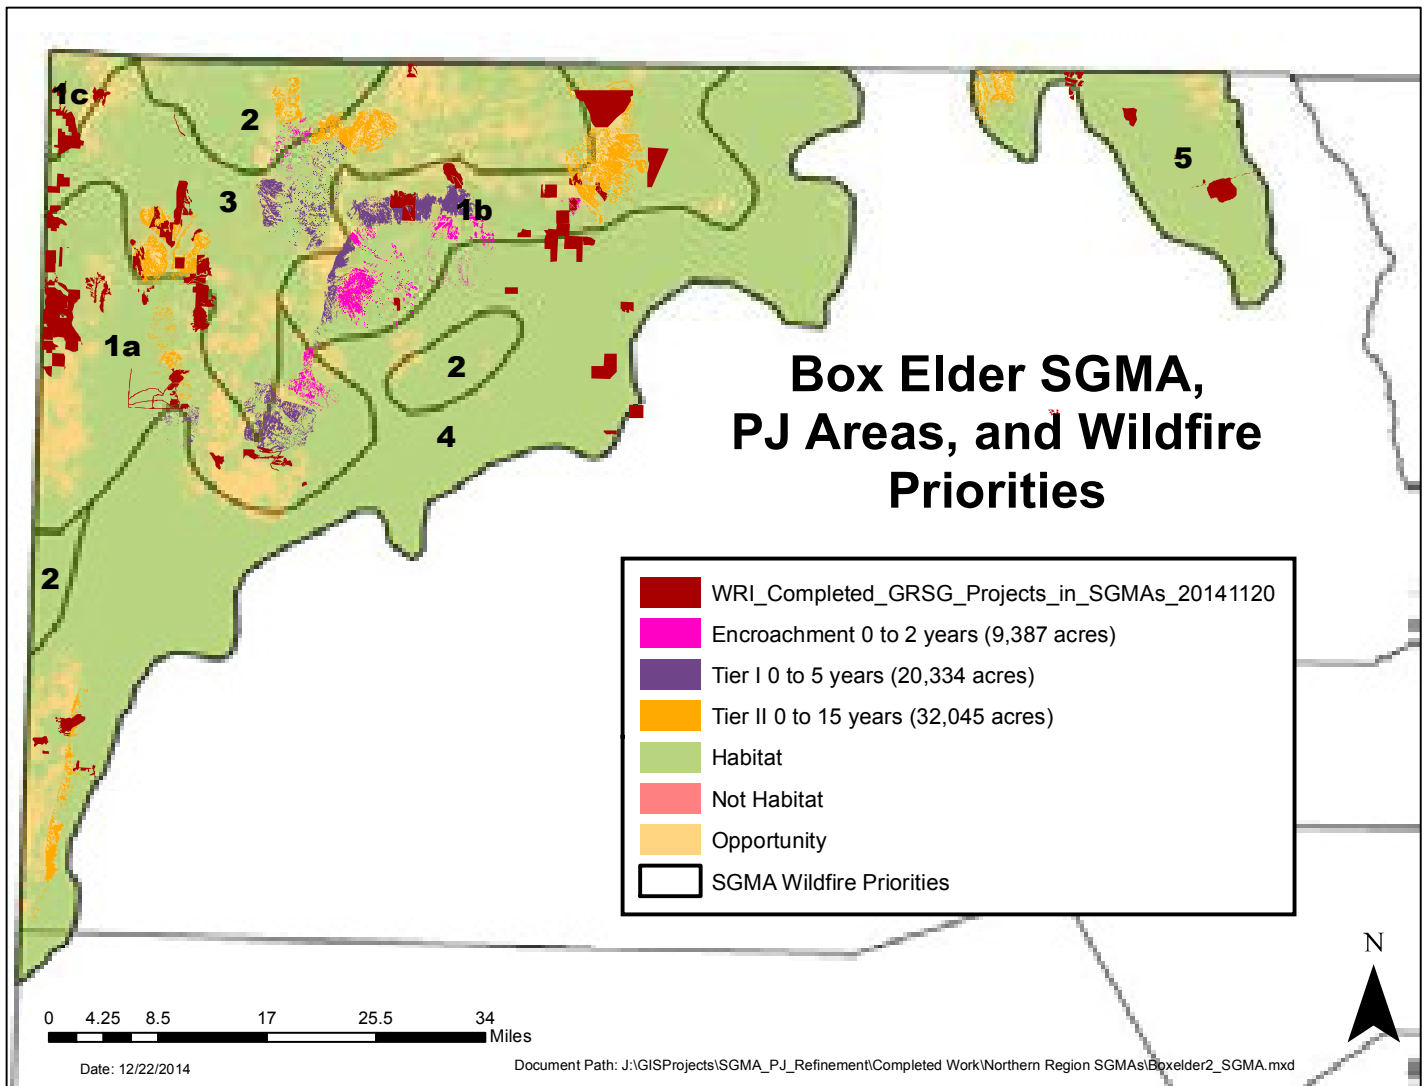 1c
2
3
1b
5
1a
2
4
2
Box Elder SGMA,
PJ Areas, and Wildfire
Priorities
WRI_Completed_GRSG_Projects_in_SGMAs_20141120
Encroachment 0 to 2 years (9,387 acres)
Tier I 0 to 5 years (20,334 acres)
Tier II 0 to 15 years (32,045 acres)
Habitat
Not Habitat
Opportunity
SGMA Wildfire Priorities
N
0 4.25 8.5 17 25.5 34
Miles
Date: 12/22/2014
Document Path: J:\GISProjects\SGMA_PJ_Refinement\Completed Work\Northern Region SGMAs\Boxelder2_SGMA.mxd